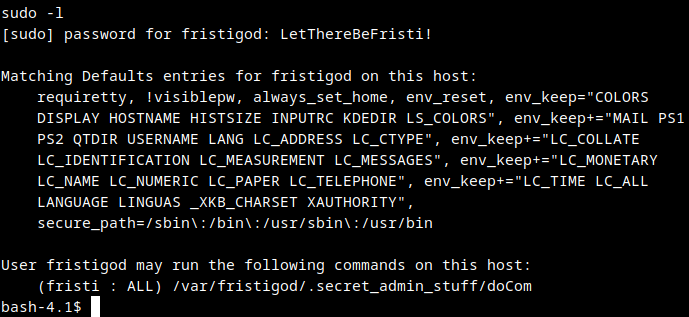 sudo -l
[sudo] password for fristigod: LetThereBeFristi!
Matching Defaults entries for fristigod on this host:
requiretty, !visiblepw, always_set_home, env_reset, env_keep="COLORS
DISPLAY HOSTNAME HISTSIZE INPUTRC KDEDIR LS_COLORS", env_keep+="MAIL PS1
PS2 QTDIR USERNAME LANG LC_ADDRESS LC_CTYPE", env_keep+="LC_COLLATE
LC_IDENTIFICATION LC_MEASUREMENT LC_MESSAGES", env_keep+="LC_MONETARY
LC_NAME LC_NUMERIC LC_PAPER LC_TELEPHONE", env_keep+="LC_TIME LC_ALL
LANGUAGE LINGUAS _XKB_CHARSET XAUTHORITY",
secure_path=/sbin\:/bin\:/usr/sbin\:/usr/bin
User fristigod may run the following commands on this host:
(fristi : ALL) /var/fristigod/.secret_admin_stuff/doCom
bash-4.1$